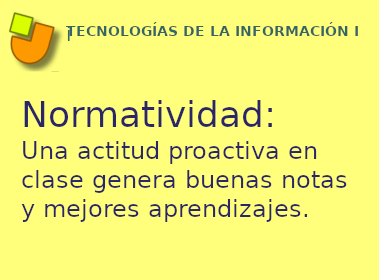 TECNOLOGÍAS DE LA INFORMACIÓN I
I
Normatividad:
Una actitud proactiva en
clase genera buenas notas
y mejores aprendizajes.